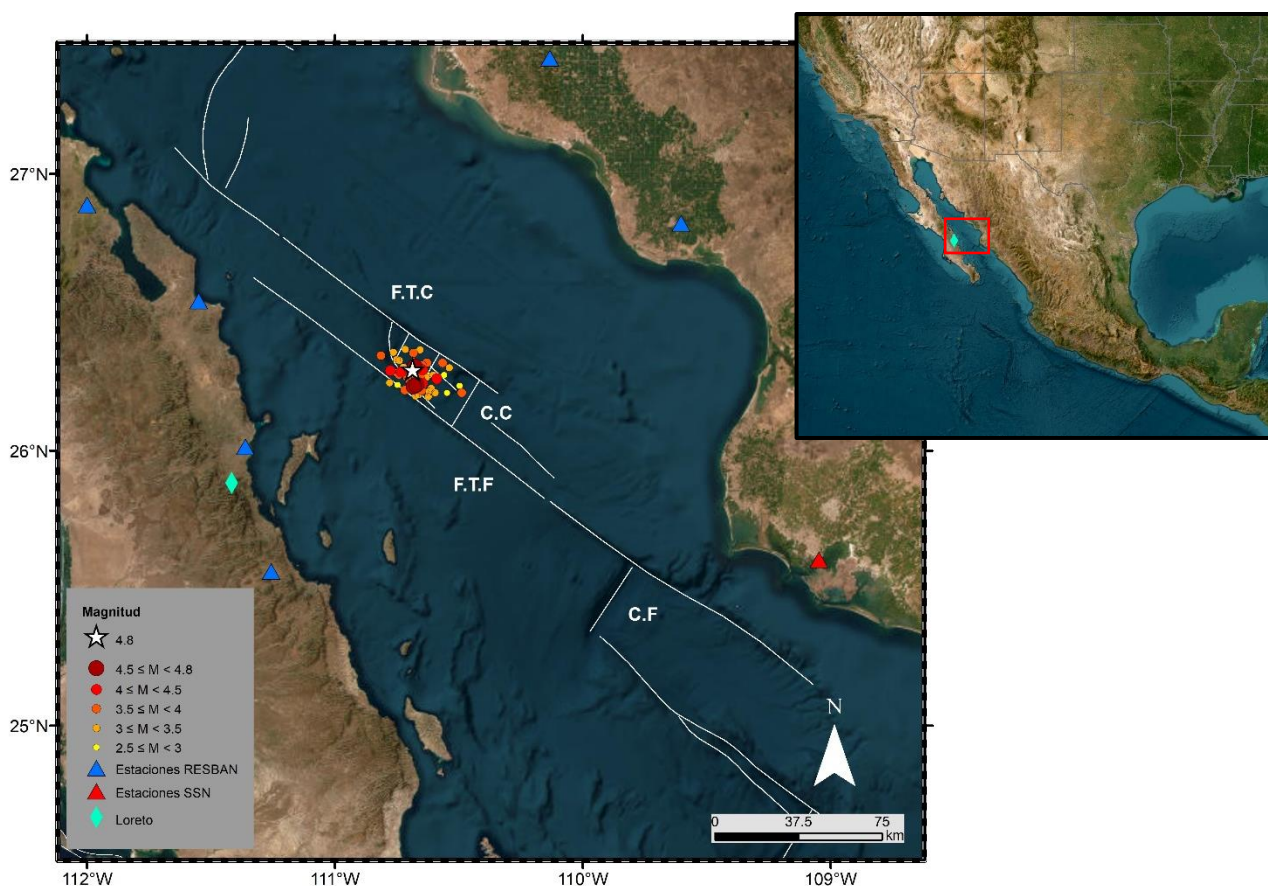 27°N
26°N
25°N
112°W
111°W
110°W
109°W
F.T.C
C.C
F.T.F
C.F
N
0 37.5 75
km
Magnitud
4.8
4.5 ≤ M < 4.8
4 ≤ M < 4.5
3.5 ≤ M < 4
3 ≤ M < 3.5
2.5 ≤ M < 3
Estaciones RESBAN
Estaciones SSN
Loreto